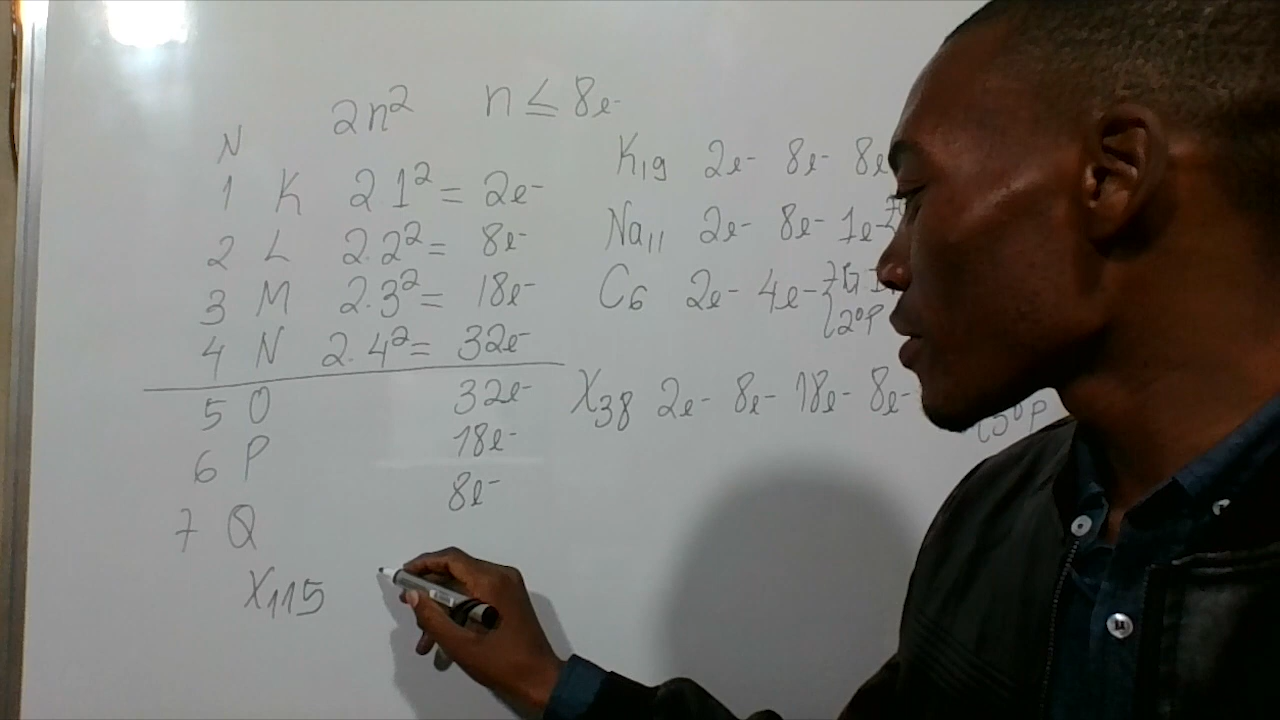 2n² n ≤ 8e-
N
1 K 2 1² = 2e-
2 L 2.2² = 8e-
3 M 2.3² = 18e-
4 N 2.4² = 32e-
5 O 32e-
6 P 18e-
7 Q 8e-
X₁₁₅
K₁₉ 2e- 8e- 8e
Na₁₁ 2e- 8e- 1e-
C₆ 2e- 4e-
2ºP
X₃₈ 2e- 8e- 18e- 8e-
5ºP